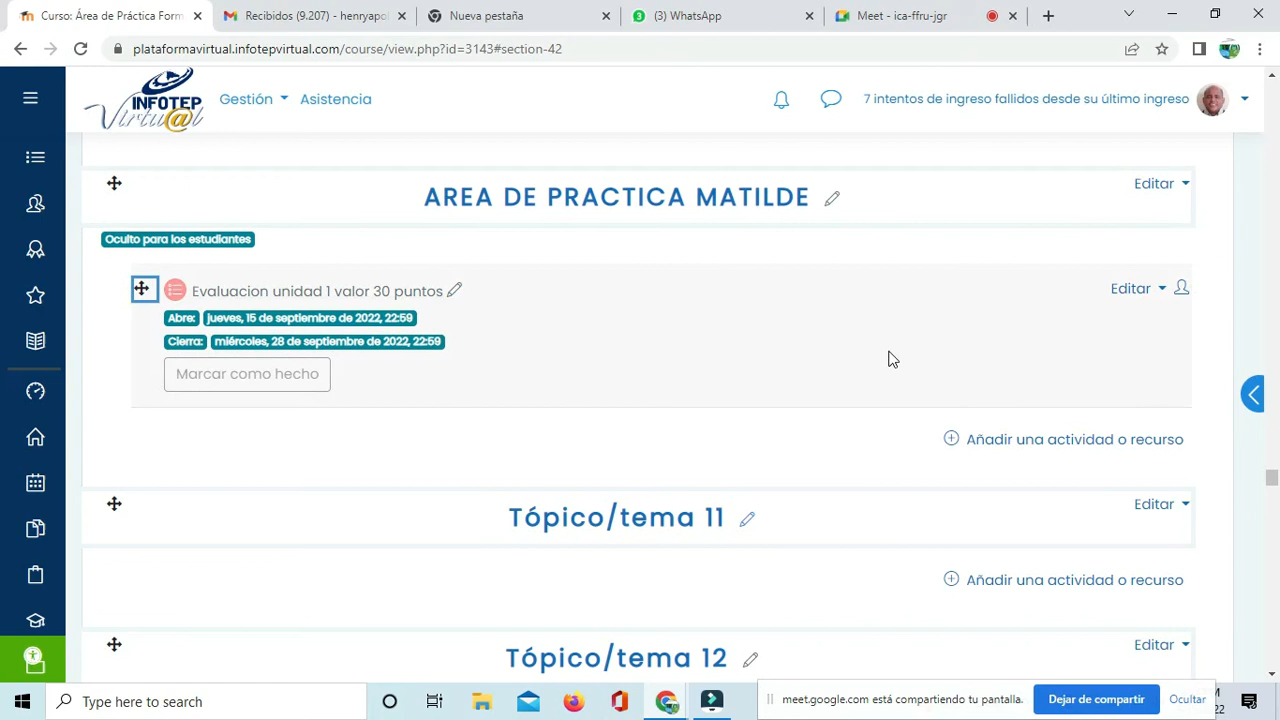 Curso: Área de Práctica Form
Recibidos (9.207) - henryapol
Nueva pestaña
(3) WhatsApp
Meet - ica-ffru-jgr
plataformavirtual.infotepvirtual.com/course/view.php?id=3143#section-42
INFOTEP
Virtu@l
Gestión
Asistencia
7 intentos de ingreso fallidos desde su último ingreso
AREA DE PRACTICA MATILDE
Editar
Oculto para los estudiantes
Evaluacion unidad 1 valor 30 puntos
Editar
Abre: jueves, 15 de septiembre de 2022, 22:59
Cierra: miércoles, 28 de septiembre de 2022, 22:59
Marcar como hecho
Añadir una actividad o recurso
Tópico/tema 11
Editar
Añadir una actividad o recurso
Tópico/tema 12
Editar
Type here to search
meet.google.com está compartiendo tu pantalla.
Dejar de compartir
Ocultar